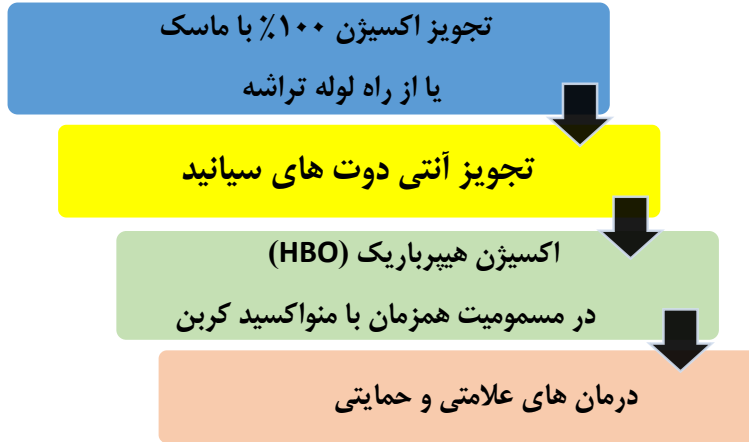 تجویز اکسیژن ۱۰۰٪ با ماسک
یا از راه لوله تراشه
تجویز آنتی دوت های سیانید
اکسیژن هیپرباریک (HBO)
در مسمومیت همزمان با منواکسید کربن
درمان های علامتی و حمایتی